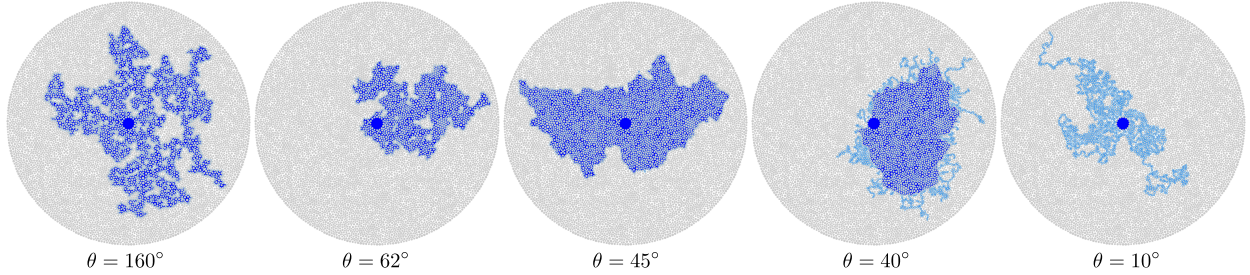 θ = 160° θ = 62° θ = 45° θ = 40° θ = 10°